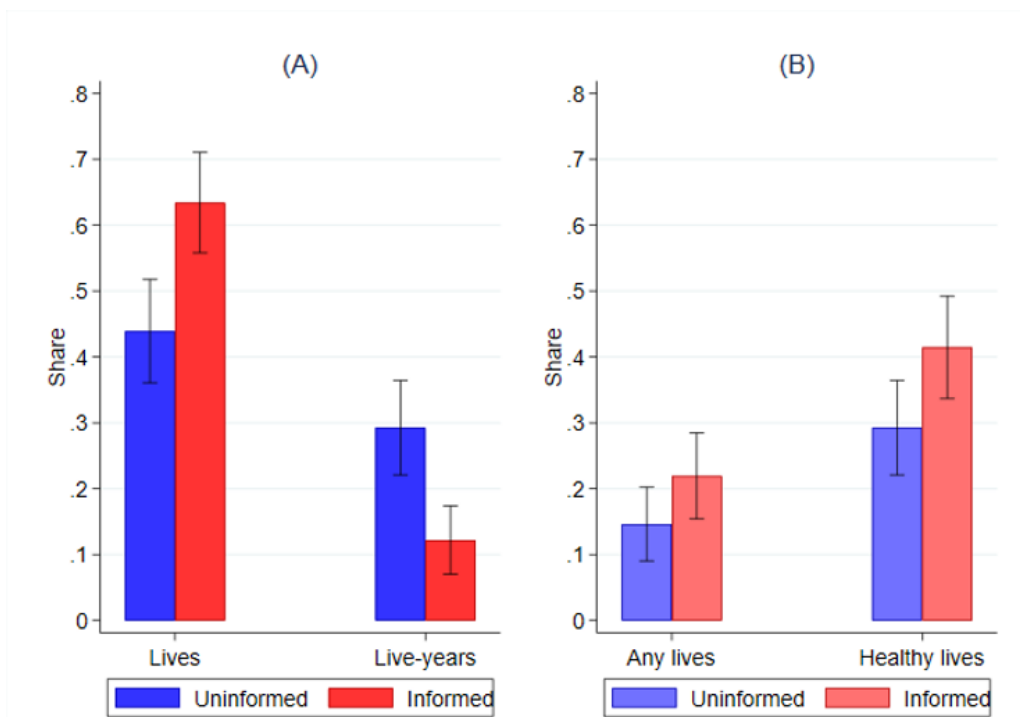 (A)
.8
.7
.6
.5
.4
.3
.2
.1
0
Share
Lives Live-years
Uninformed Informed
(B)
.8
.7
.6
.5
.4
.3
.2
.1
0
Share
Any lives Healthy lives
Uninformed Informed